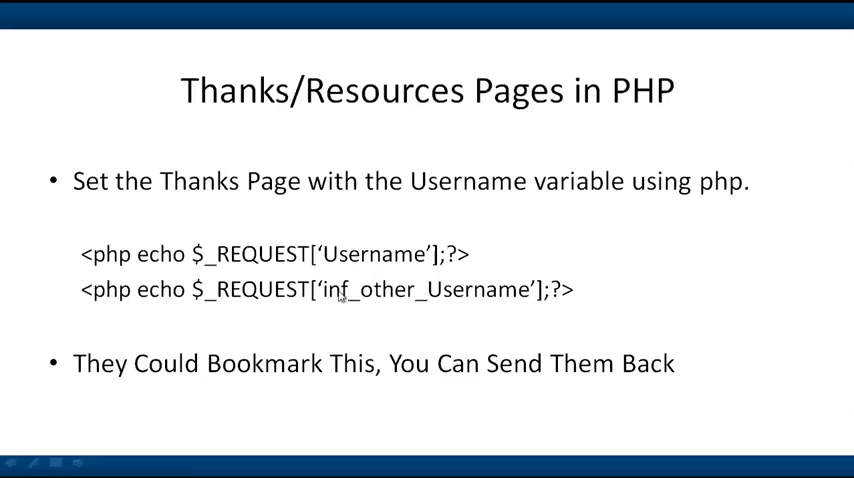 Thanks/Resources Pages in PHP
• Set the Thanks Page with the Username variable using php.
<php echo $_REQUEST[‘Username’];?>
<php echo $_REQUEST[‘inf_other_Username’];?>
• They Could Bookmark This, You Can Send Them Back